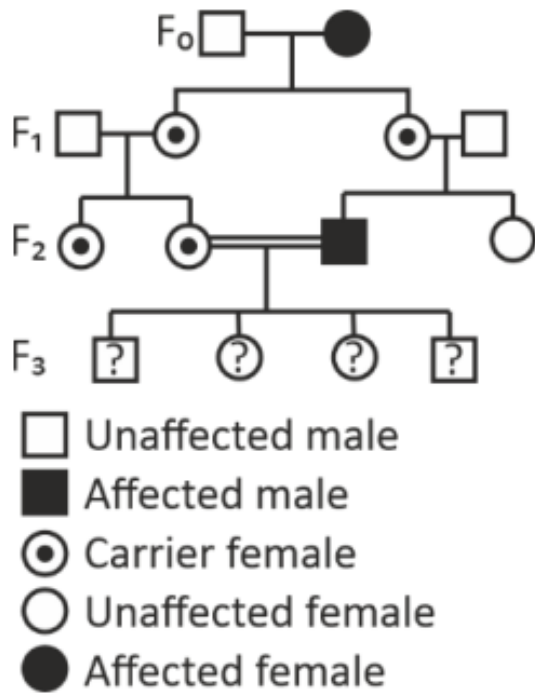 F₀
F₁
F₂
? ? ? ?
F₃
Unaffected male
Affected male
Carrier female
Unaffected female
Affected female